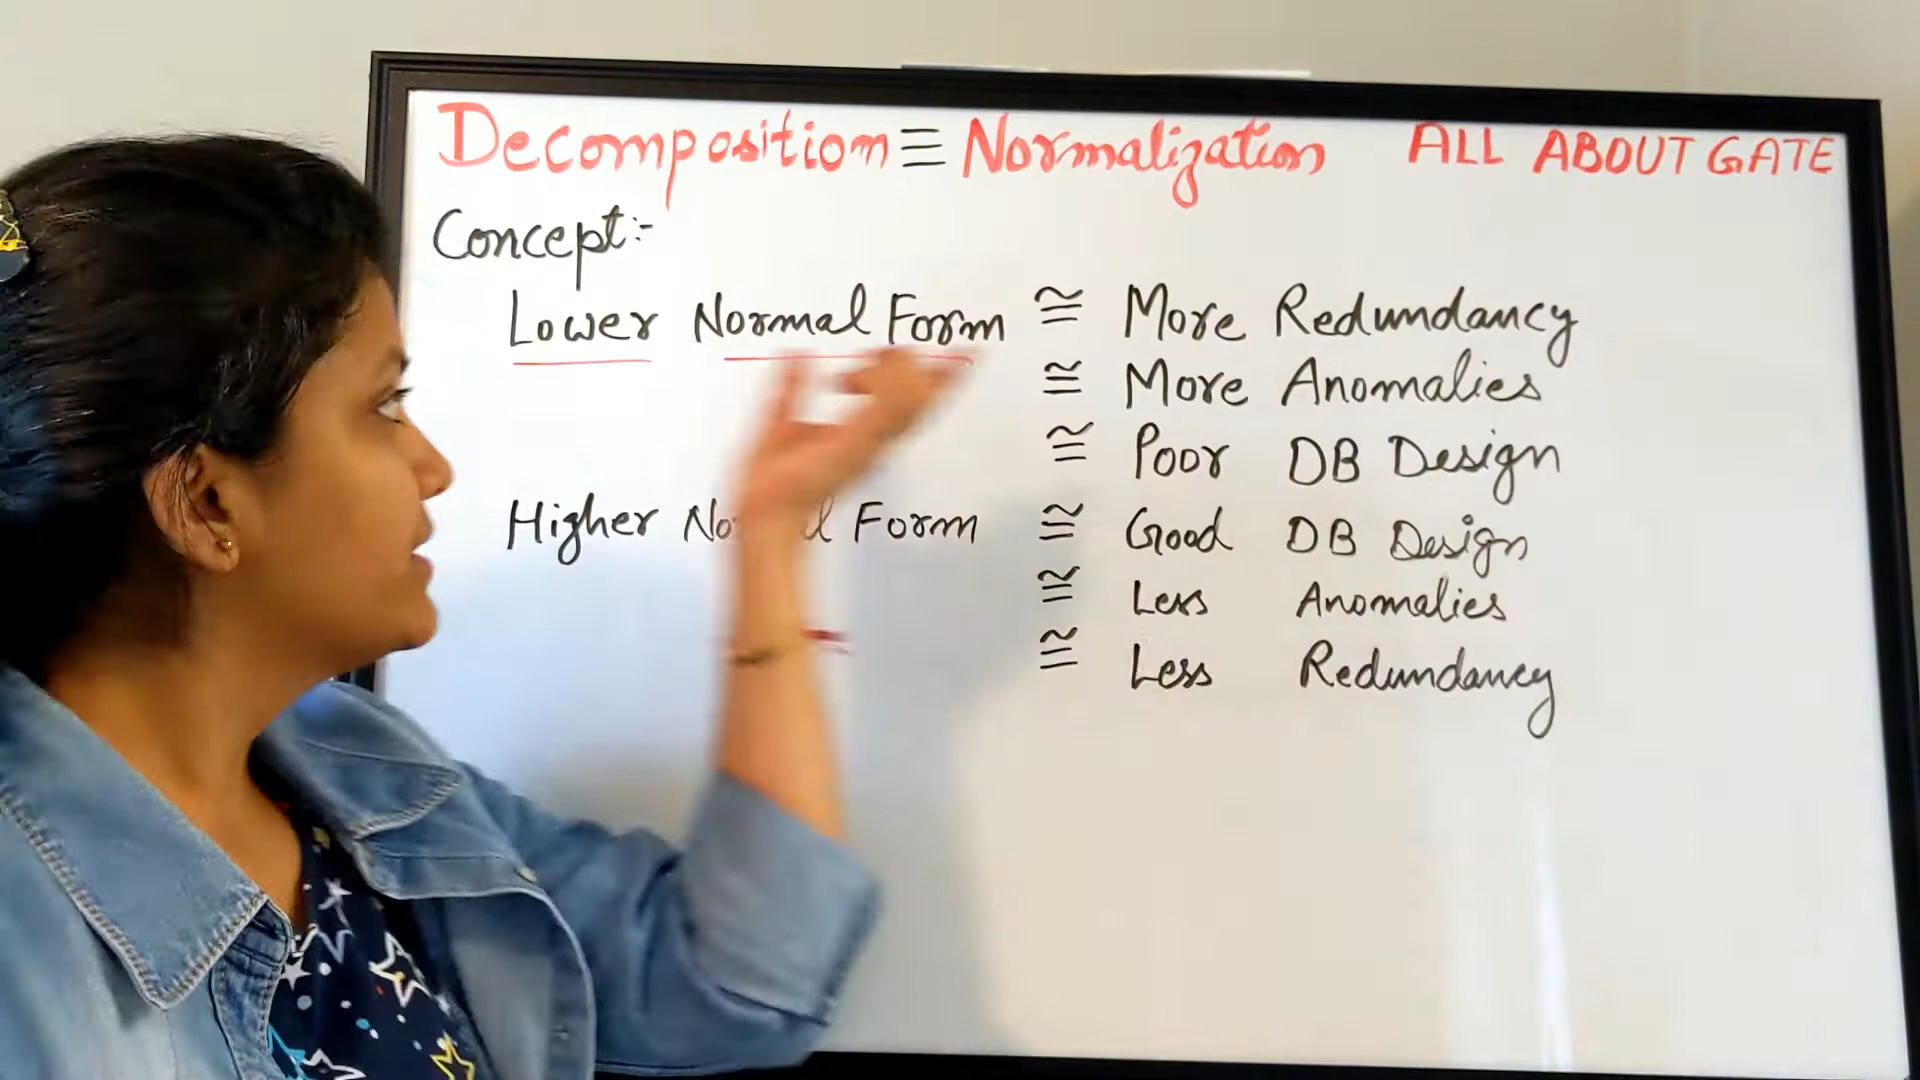 Decomposition ≡ Normalization ALL ABOUT GATE
Concept:-
Lower Normal Form ≅ More Redundancy
≅ More Anomalies
≅ Poor DB Design
Higher Form ≅ Good DB Design
≅ Less Anomalies
≅ Less Redundancy